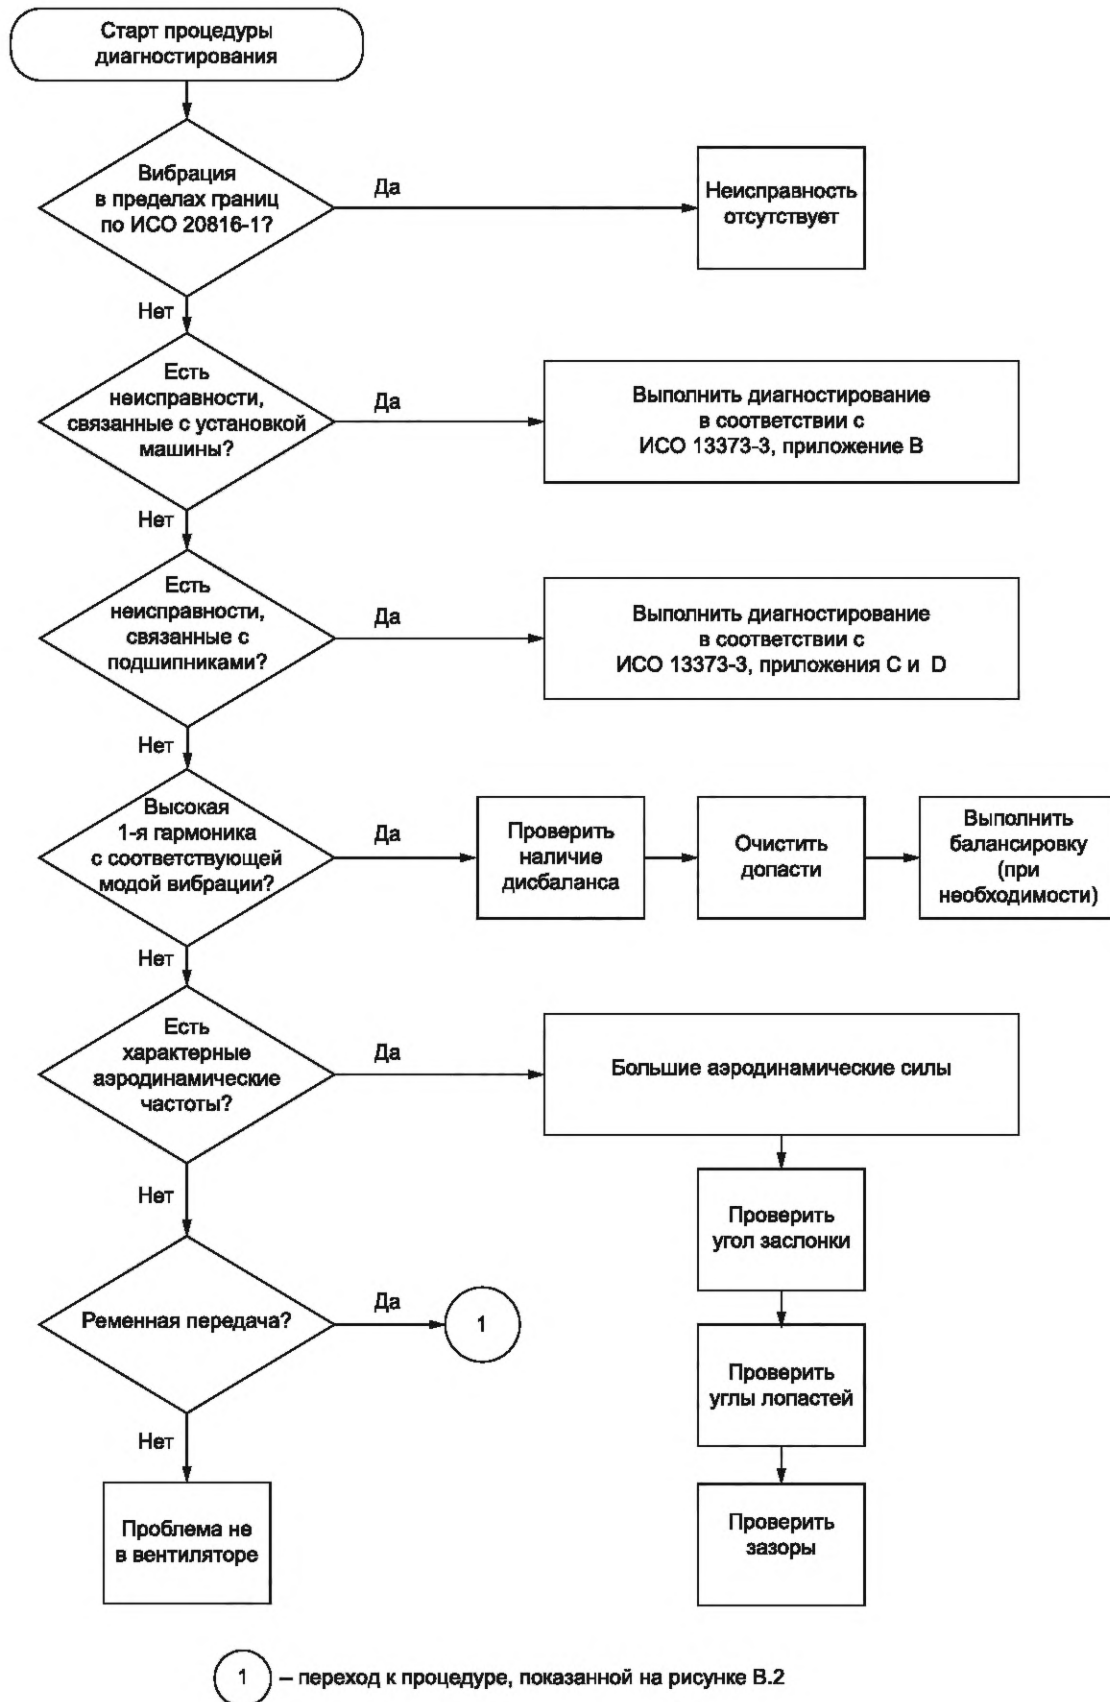 Старт процедуры
диагностирования
Вибрация
в пределах границ
по ИСО 20816-1?
Да
Неисправность
отсутствует
Нет
Есть
неисправности,
связанные с установкой
машины?
Да
Выполнить диагностирование
в соответствии с
ИСО 13373-3, приложение В
Нет
Есть
неисправности,
связанные с
подшипниками?
Да
Выполнить диагностирование
в соответствии с
ИСО 13373-3, приложения С и D
Нет
Высокая
1-я гармоника
с соответствующей
модой вибрации?
Да
Проверить
наличие
дисбаланса
Очистить
допасти
Выполнить
балансировку
(при
необходимости)
Нет
Есть
характерные
аэродинамические
частоты?
Да
Большие аэродинамические силы
Проверить
угол заслонки
Проверить
углы лопастей
Проверить
зазоры
Нет
Ременная передача?
Да
1
Нет
Проблема не
в вентиляторе
1 – переход к процедуре, показанной на рисунке В.2